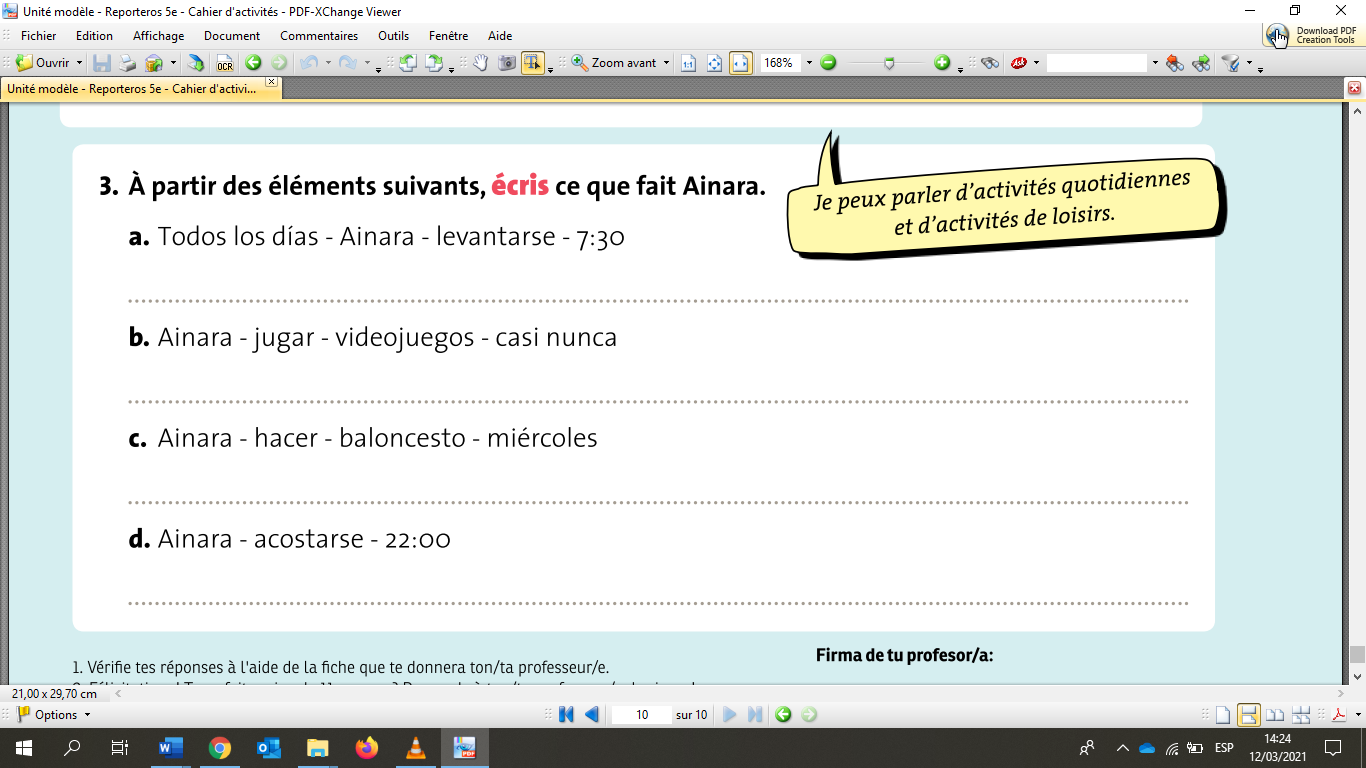 Unité modèle - Reporteros 5e - Cahier d'activités - PDF-XChange Viewer
Fichier Edition Affichage Document Commentaires Outils Fenêtre Aide
Download PDF
Creation Tools
Ouvrir OCR Zoom avant 1:1 168%
Unité modèle - Reporteros 5e - Cahier d'activi...
3. À partir des éléments suivants, écris ce que fait Ainara.
Je peux parler d'activités quotidiennes
et d'activités de loisirs.
a. Todos los días - Ainara - levantarse - 7:30
b. Ainara - jugar - videojuegos - casi nunca
c. Ainara - hacer - baloncesto - miércoles
d. Ainara - acostarse - 22:00
Firma de tu profesor/a:
1. Vérifie tes réponses à l'aide de la fiche que te donnera ton/ta professeur/e.
21,00 x 29,70 cm
Options 10 sur 10
ESP
14:24
12/03/2021